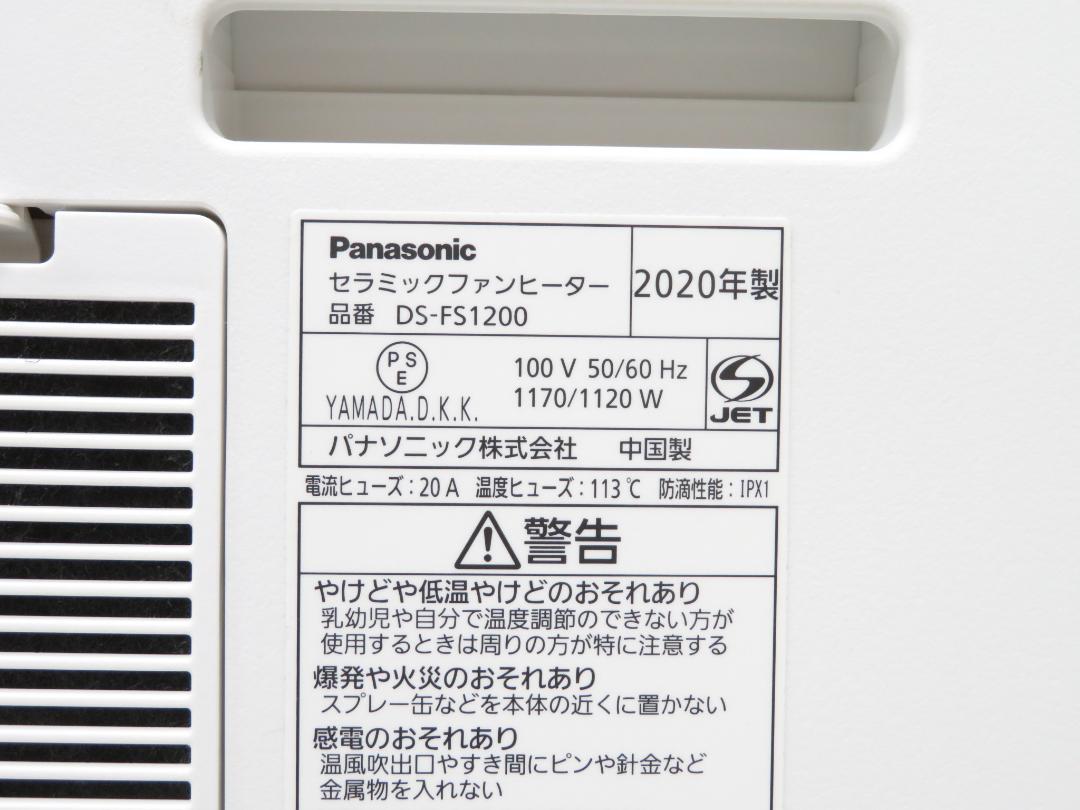 Panasonic
セラミックファンヒーター
品番 DS-FS1200
2020年製
PSE
YAMADA.D.K.K.
100 V 50/60 Hz
1170/1120 W
JET
パナソニック株式会社 中国製
電流ヒューズ：20 A 温度ヒューズ：113℃ 防滴性能：IPX1
警告
やけどや低温やけどのおそれあり
乳幼児や自分で温度調節のできない方が
使用するときは周りの方が特に注意する
爆発や火災のおそれあり
スプレー缶などを本体の近くに置かない
感電のおそれあり
温風吹出口やすき間にピンや針金など
金属物を入れない